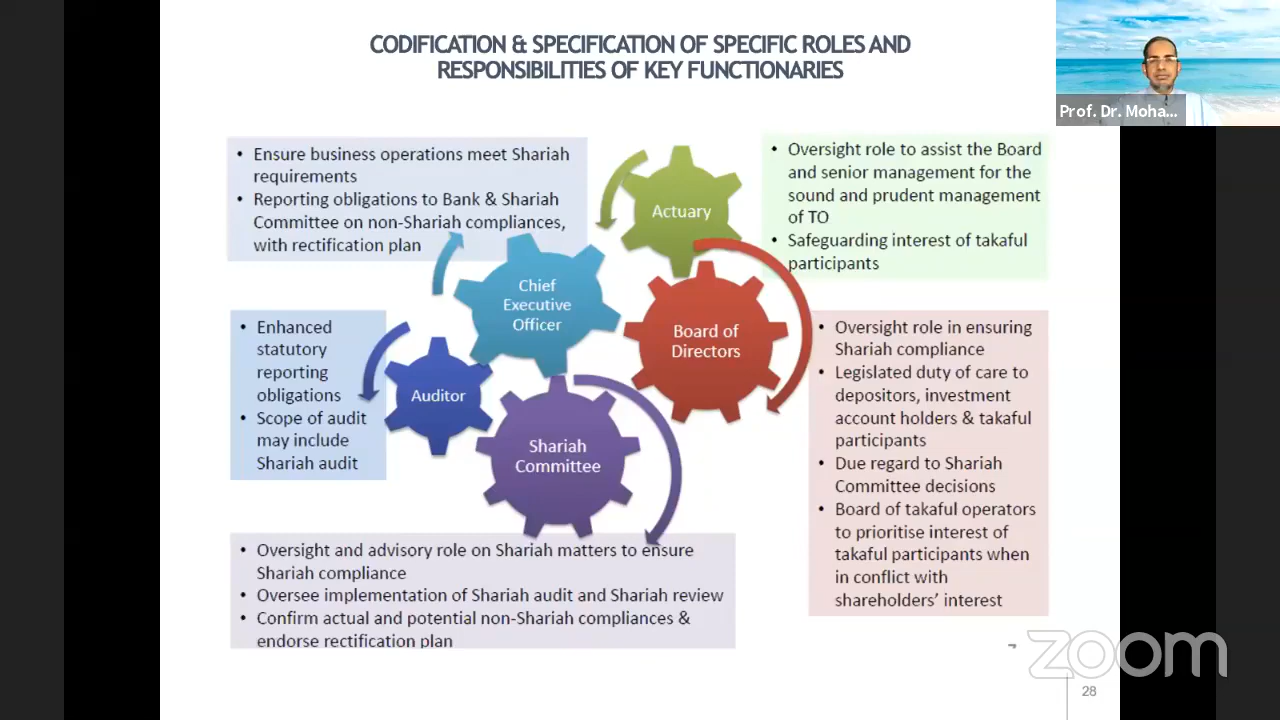 CODIFICATION & SPECIFICATION OF SPECIFIC ROLES AND
RESPONSIBILITIES OF KEY FUNCTIONARIES
Prof. Dr. Moha...
• Ensure business operations meet Shariah
requirements
• Reporting obligations to Bank & Shariah
Committee on non-Shariah compliances,
with rectification plan
Actuary
• Oversight role to assist the Board
and senior management for the
sound and prudent management
of TO
• Safeguarding interest of takaful
participants
Chief
Executive
Officer
Board of
Directors
• Enhanced
statutory
reporting
obligations
• Scope of audit
may include
Shariah audit
Auditor
Shariah
Committee
• Oversight role in ensuring
Shariah compliance
• Legislated duty of care to
depositors, investment
account holders & takaful
participants
• Due regard to Shariah
Committee decisions
• Board of takaful operators
to prioritise interest of
takaful participants when
in conflict with
shareholders' interest
• Oversight and advisory role on Shariah matters to ensure
Shariah compliance
• Oversee implementation of Shariah audit and Shariah review
• Confirm actual and potential non-Shariah compliances &
endorse rectification plan
zoom
28